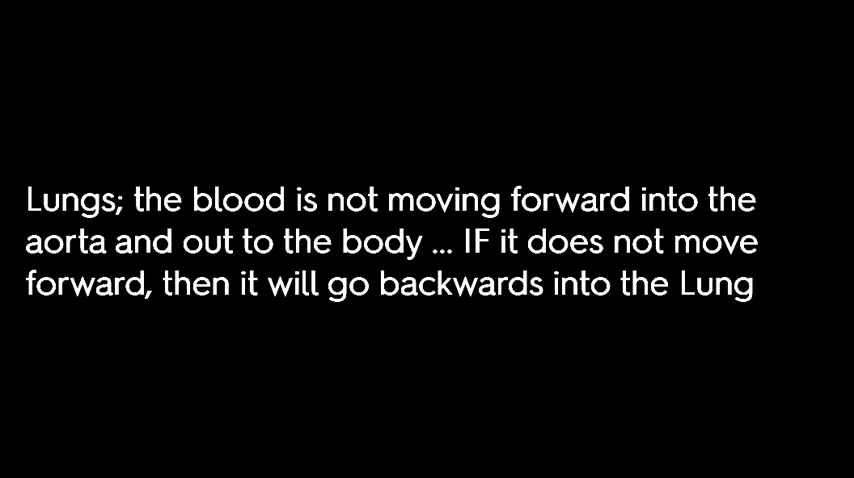 Lungs; the blood is not moving forward into the
aorta and out to the body ... IF it does not move
forward, then it will go backwards into the Lung